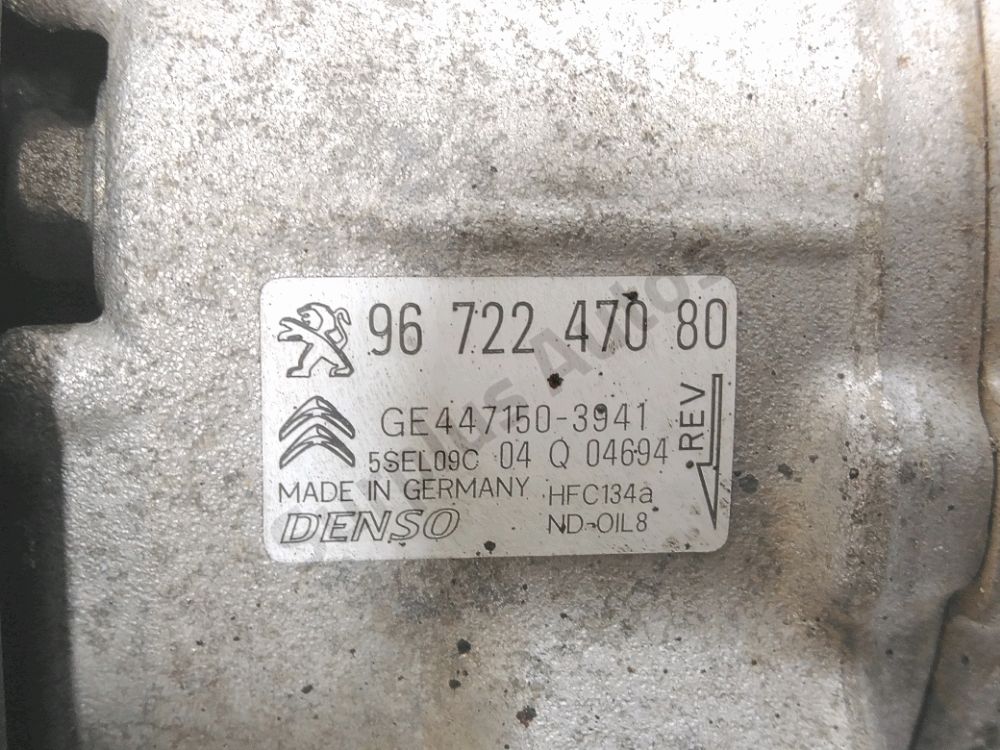 96 722 470 80
GE447150-3941
5SEL09C 04 Q 04694
REV
MADE IN GERMANY HFC134a
DENSO ND-OIL8